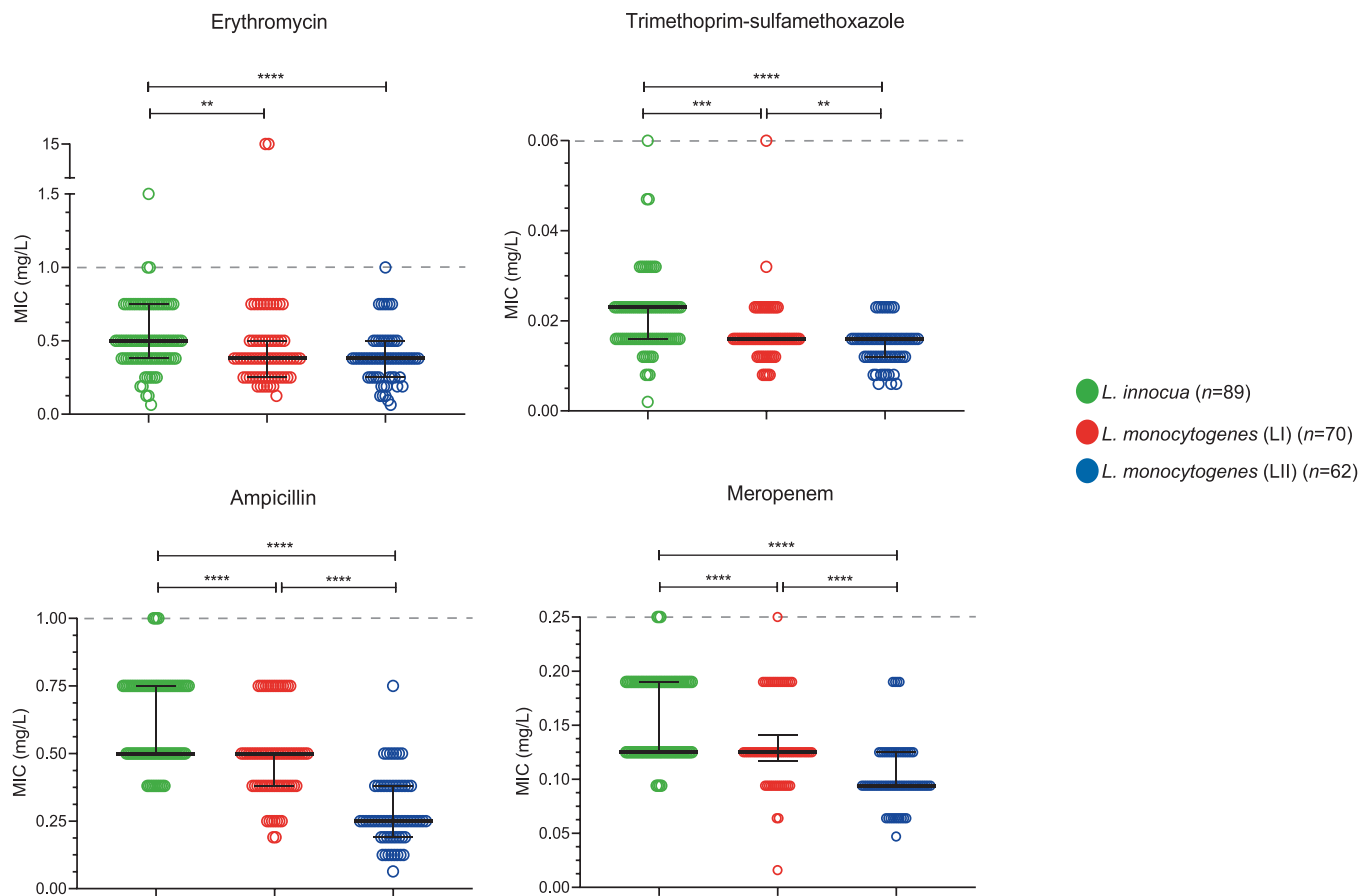 Erythromycin
****
**
MIC (mg/L)
15
1.5
1.0
0.5
0.0
Trimethoprim-sulfamethoxazole
****
***
**
MIC (mg/L)
0.06
0.04
0.02
0.00
L. innocua (n=89)
L. monocytogenes (LI) (n=70)
L. monocytogenes (LII) (n=62)
Ampicillin
****
****
****
MIC (mg/L)
1.00
0.75
0.50
0.25
0.00
Meropenem
****
****
****
MIC (mg/L)
0.25
0.20
0.15
0.10
0.05
0.00